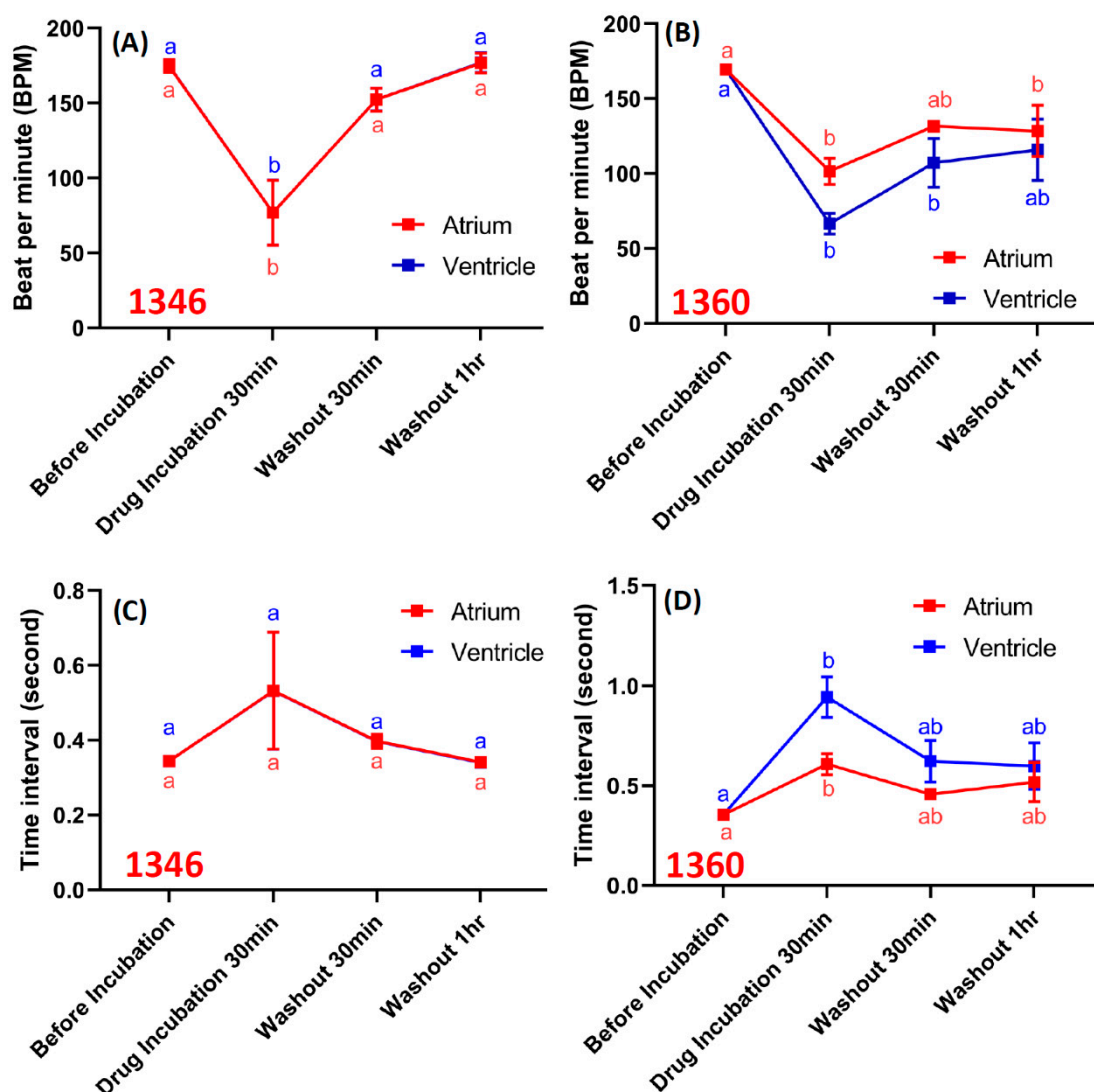 (A)
Beat per minute (BPM)
200
150
100
50
0
a
a
b
b
a
a
a
a
Atrium
Ventricle
1346
Before Incubation
Drug Incubation 30min
Washout 30min
Washout 1hr
(B)
Beat per minute (BPM)
200
150
100
50
0
a
a
b
b
ab
b
b
ab
Atrium
Ventricle
1360
Before Incubation
Drug Incubation 30min
Washout 30min
Washout 1hr
(C)
Time interval (second)
0.8
0.6
0.4
0.2
0.0
a
a
a
a
a
a
a
a
Atrium
Ventricle
1346
Before Incubation
Drug Incubation 30min
Washout 30min
Washout 1hr
(D)
Time interval (second)
1.5
1.0
0.5
0.0
a
a
b
b
ab
ab
ab
ab
Atrium
Ventricle
1360
Before Incubation
Drug Incubation 30min
Washout 30min
Washout 1hr